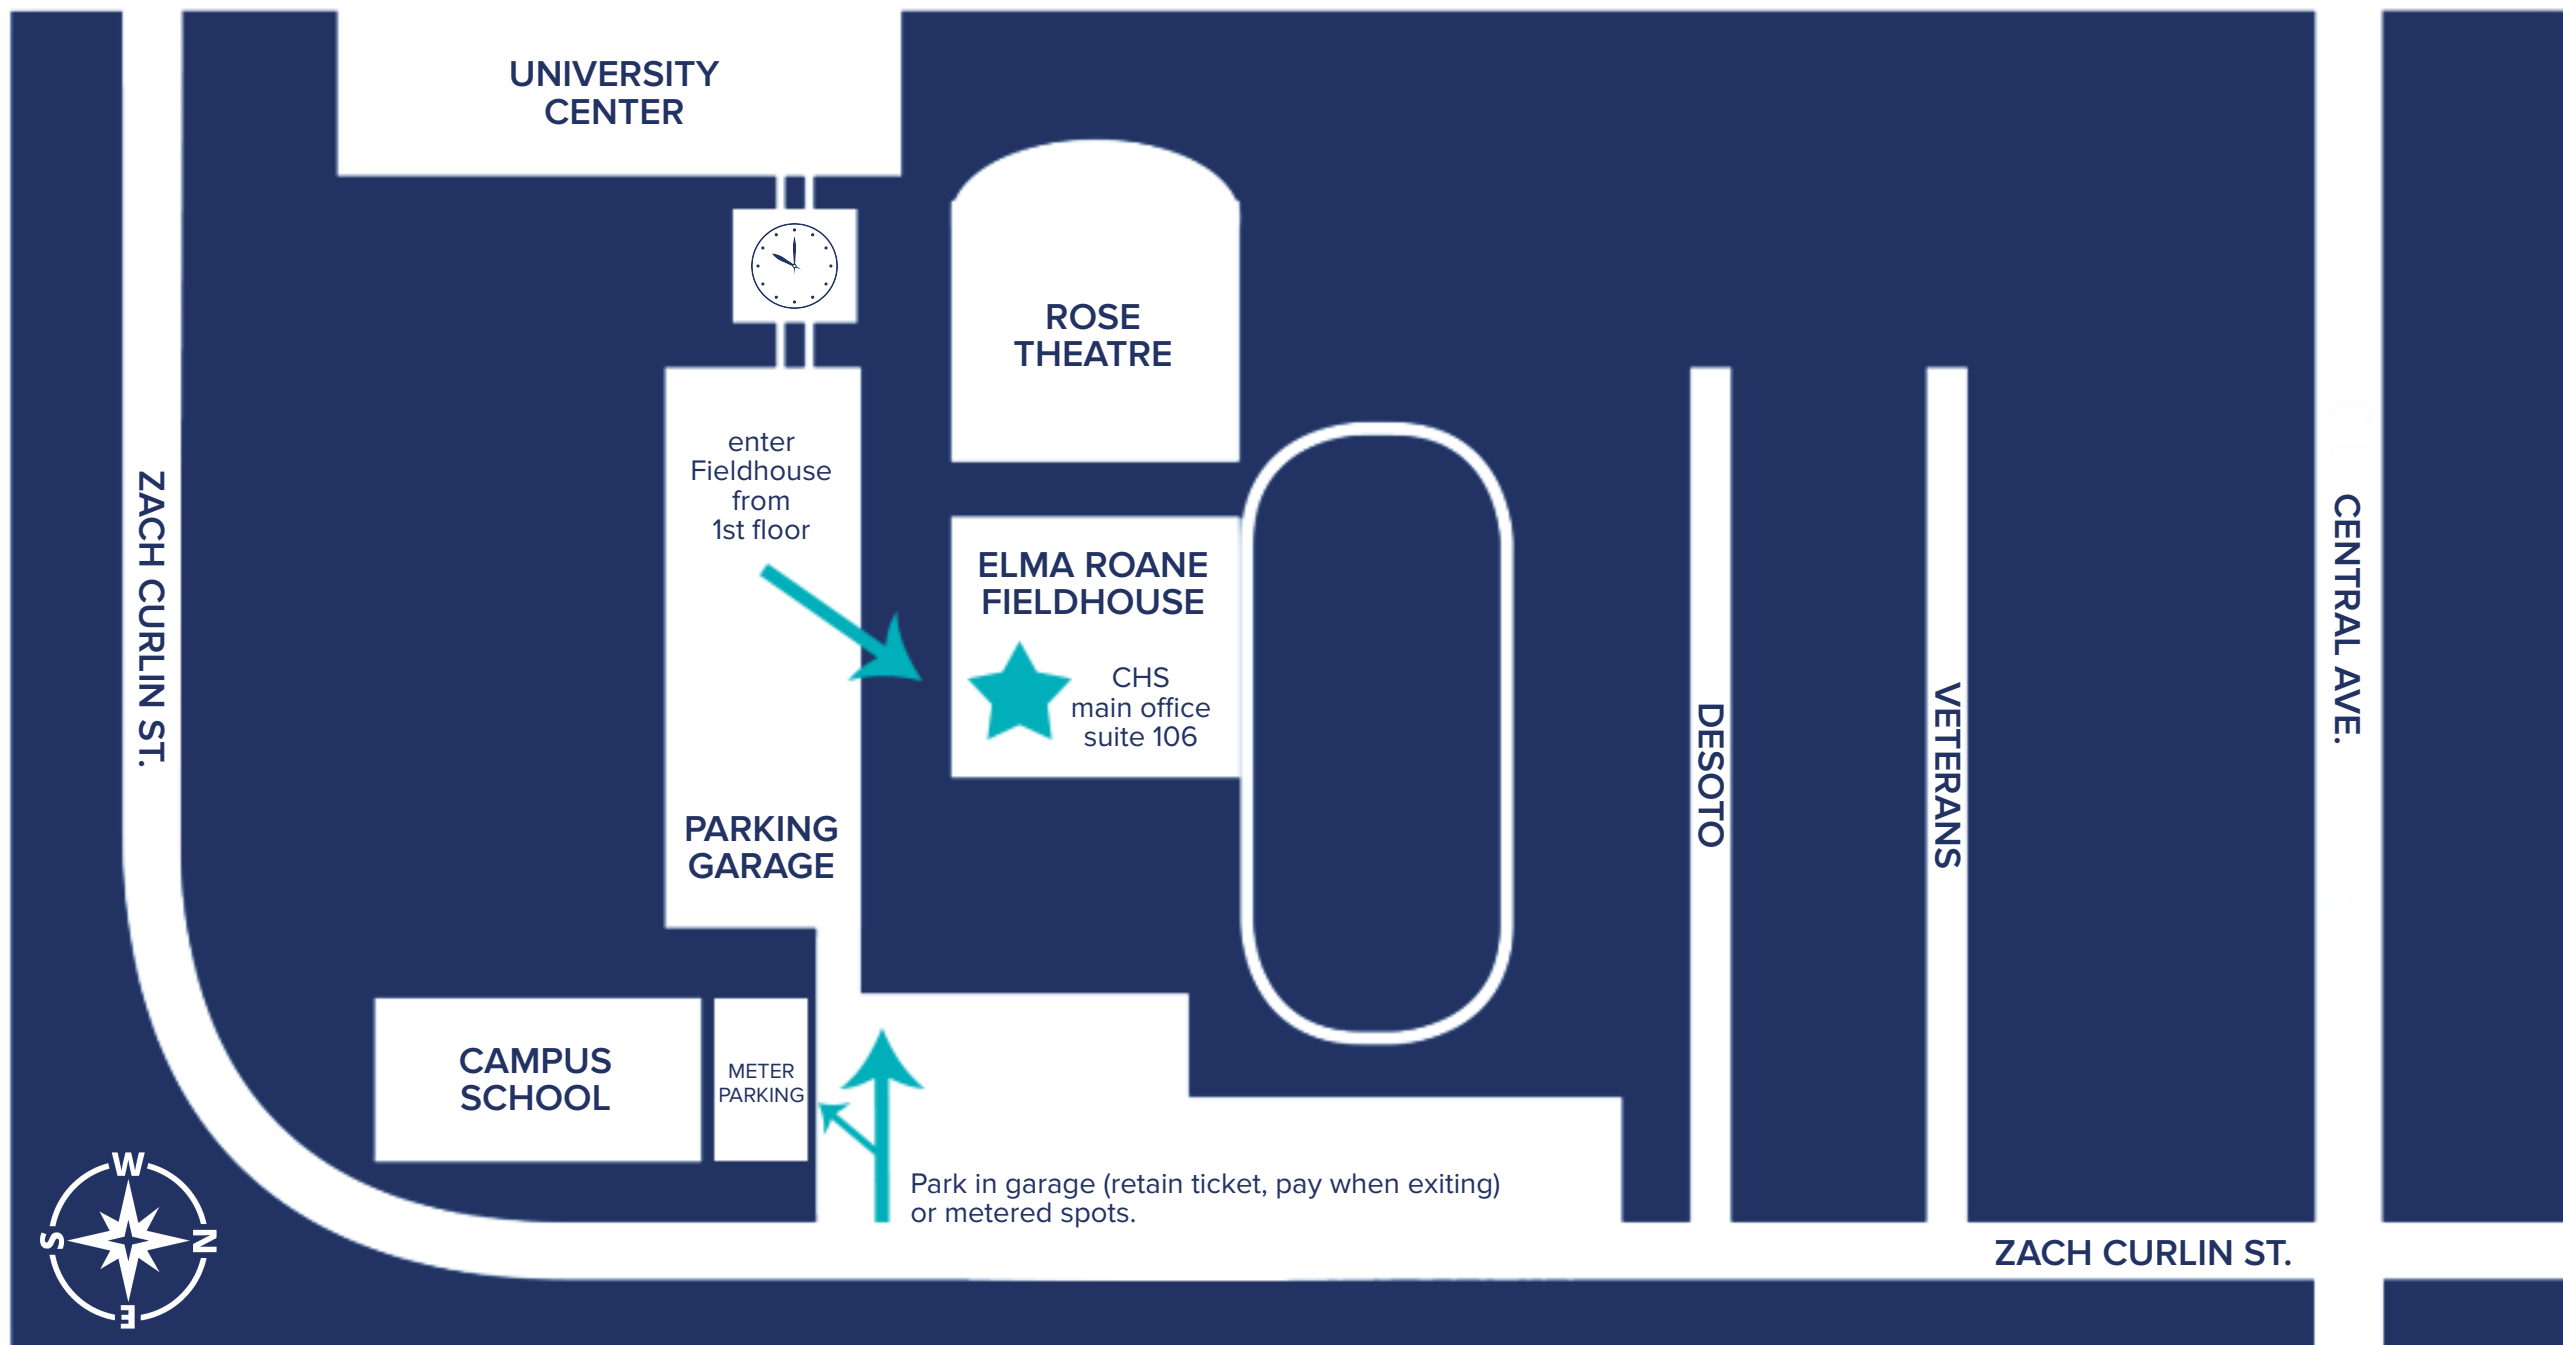 UNIVERSITY
CENTER
ROSE
THEATRE
enter
Fieldhouse
from
1st floor
ELMA ROANE
FIELDHOUSE
CHS
main office
suite 106
ZACH CURLIN ST.
CENTRAL AVE.
DESOTO
VETERANS
PARKING
GARAGE
CAMPUS
SCHOOL
METER
PARKING
Park in garage (retain ticket, pay when exiting)
or metered spots.
ZACH CURLIN ST.
W
S
N
E